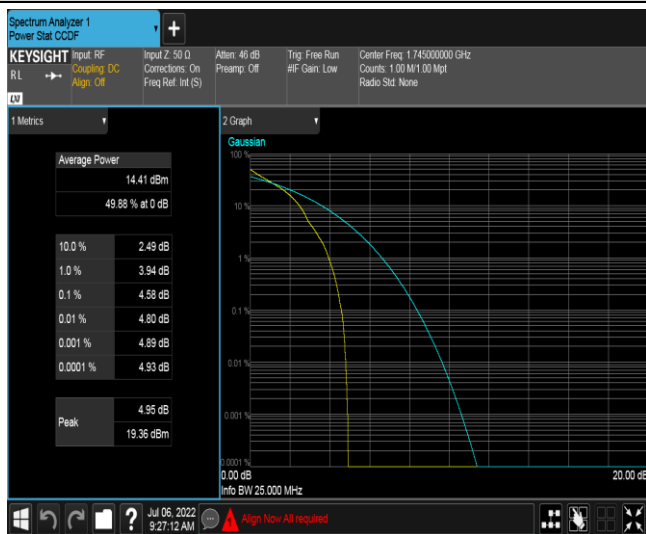 Spectrum Analyzer 1
Power Stat CCDF
KEYSIGHT
RL
LXI
Input: RF
Coupling: DC
Align: Off
Input Z: 50 Ω
Corrections: On
Freq Ref: Int (S)
Atten: 46 dB
Preamp: Off
Trig: Free Run
#IF Gain: Low
Center Freq: 1.745000000 GHz
Counts: 1.00 M/1.00 Mpt
Radio Std: None
1 Metrics
Average Power
14.41 dBm
49.88 % at 0 dB
10.0 % 2.49 dB
1.0 % 3.94 dB
0.1 % 4.58 dB
0.01 % 4.80 dB
0.001 % 4.89 dB
0.0001 % 4.93 dB
Peak
4.95 dB
19.36 dBm
2 Graph
Gaussian
100 %
10 %
1 %
0.1 %
0.01 %
0.001 %
0.0001 %
0.00 dB
20.00 dB
Info BW 25.000 MHz
?
Jul 06, 2022
9:27:12 AM
Align Now All required